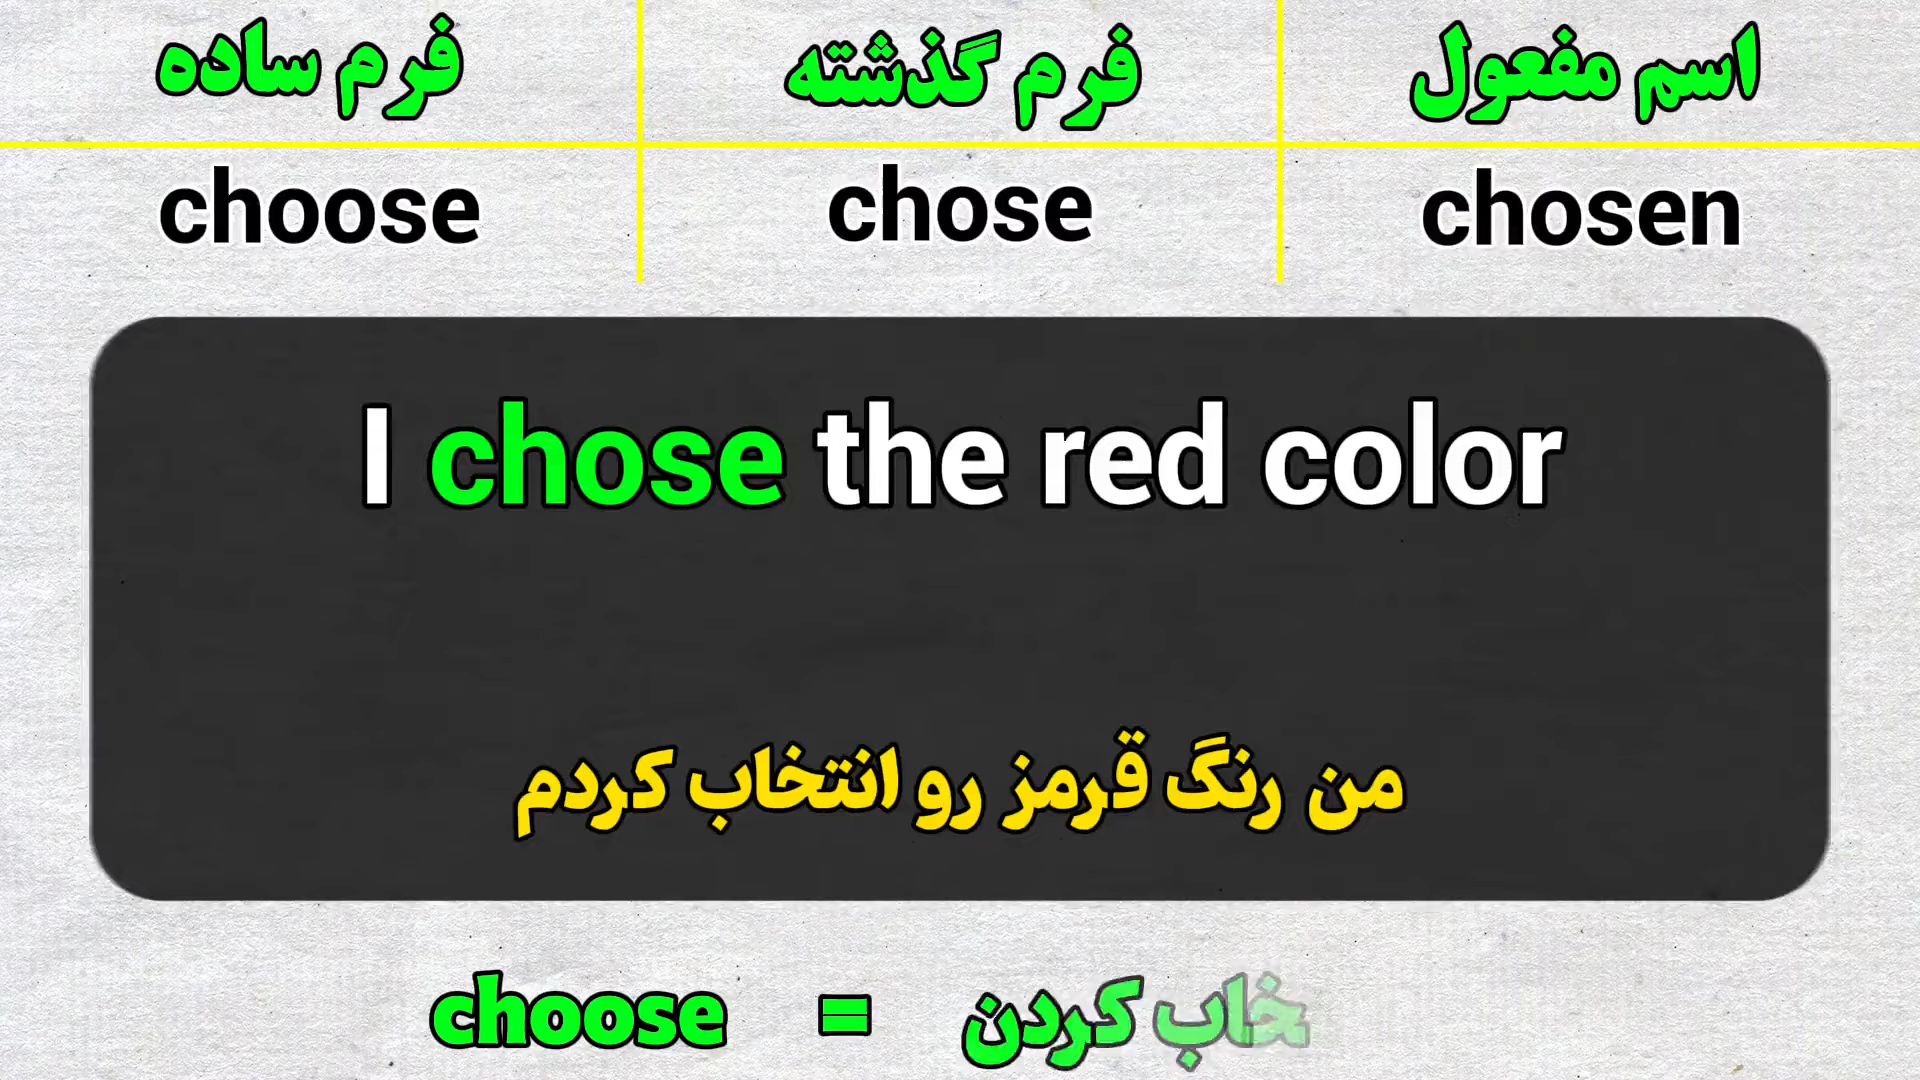 فرم ساده فرم گذشته اسم مفعول
choose chose chosen
I chose the red color
من رنگ قرمز رو انتخاب کردم
choose = کردن